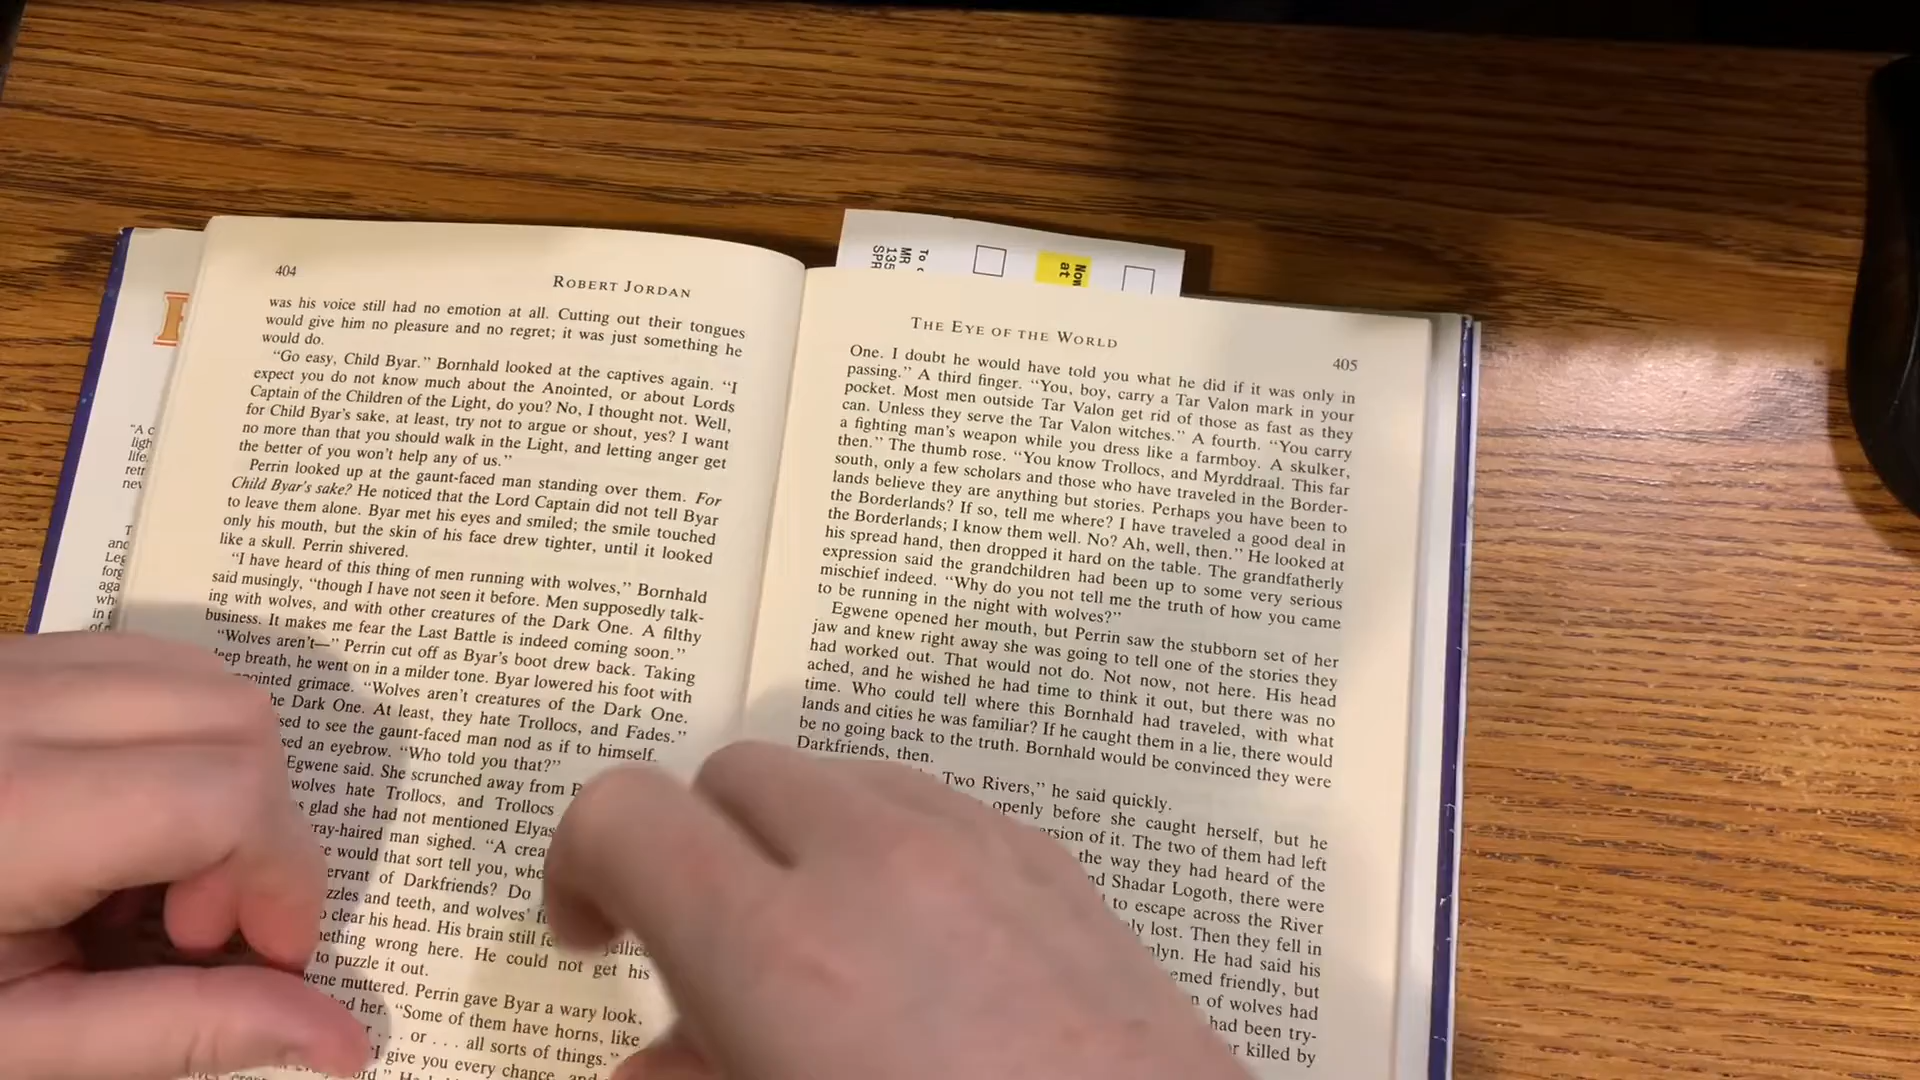 404
ROBERT JORDAN
was his voice still had no emotion at all. Cutting out their tongues
would give him no pleasure and no regret; it was just something he
would do.
“Go easy, Child Byar.” Bornhald looked at the captives again. “I
expect you do not know much about the Anointed, or about Lords
Captain of the Children of the Light, do you? No, I thought not. Well,
for Child Byar’s sake, at least, try not to argue or shout, yes? I want
no more than that you should walk in the Light, and letting anger get
the better of you won’t help any of us.”
Perrin looked up at the gaunt-faced man standing over them. For
Child Byar’s sake? He noticed that the Lord Captain did not tell Byar
to leave them alone. Byar met his eyes and smiled; the smile touched
only his mouth, but the skin of his face drew tighter, until it looked
like a skull. Perrin shivered.
“I have heard of this thing of men running with wolves,” Bornhald
said musingly, “though I have not seen it before. Men supposedly talk-
ing with wolves, and with other creatures of the Dark One. A filthy
business. It makes me fear the Last Battle is indeed coming soon.”
“Wolves aren’t—” Perrin cut off as Byar’s boot drew back. Taking
deep breath, he went on in a milder tone. Byar lowered his foot with
grimace. “Wolves aren’t creatures of the Dark One.
the Dark One. At least, they hate Trollocs, and Fades.”
to see the gaunt-faced man nod as if to himself.
an eyebrow. “Who told you that?”
Egwene said. She scrunched away from
wolves hate Trollocs, and Trollocs
glad she had not mentioned Elyas
gray-haired man sighed. “A
would that sort tell you,
of Darkfriends? Do
and teeth, and wolves’
clear his head. His brain still
wrong here. He could not get his
to puzzle it out.
muttered. Perrin gave Byar a wary look,
her. “Some of them have horns, like
. . . or . . . all sorts of things.”
“I give you every chance, and
To
MR
135
SPR
Now
at
THE EYE OF THE WORLD
405
One. I doubt he would have told you what he did if it was only in
passing.” A third finger. “You, boy, carry a Tar Valon mark in your
pocket. Most men outside Tar Valon get rid of those as fast as they
can. Unless they serve the Tar Valon witches.” A fourth. “You carry
a fighting man’s weapon while you dress like a farmboy. A skulker,
then.” The thumb rose. “You know Trollocs, and Myrddraal. This far
south, only a few scholars and those who have traveled in the Border-
lands believe they are anything but stories. Perhaps you have been to
the Borderlands? If so, tell me where? I have traveled a good deal in
the Borderlands; I know them well. No? Ah, well, then.” He looked at
his spread hand, then dropped it hard on the table. The grandfatherly
expression said the grandchildren had been up to some very serious
mischief indeed. “Why do you not tell me the truth of how you came
to be running in the night with wolves?”
Egwene opened her mouth, but Perrin saw the stubborn set of her
jaw and knew right away she was going to tell one of the stories they
had worked out. That would not do. Not now, not here. His head
ached, and he wished he had time to think it out, but there was no
time. Who could tell where this Bornhald had traveled, with what
lands and cities he was familiar? If he caught them in a lie, there would
be no going back to the truth. Bornhald would be convinced they were
Darkfriends, then.
Two Rivers,” he said quickly.
openly before she caught herself, but he
version of it. The two of them had left
the way they had heard of the
Shadar Logoth, there were
to escape across the River
lost. Then they fell in
He had said his
friendly, but
of wolves had
had been try-
or killed by